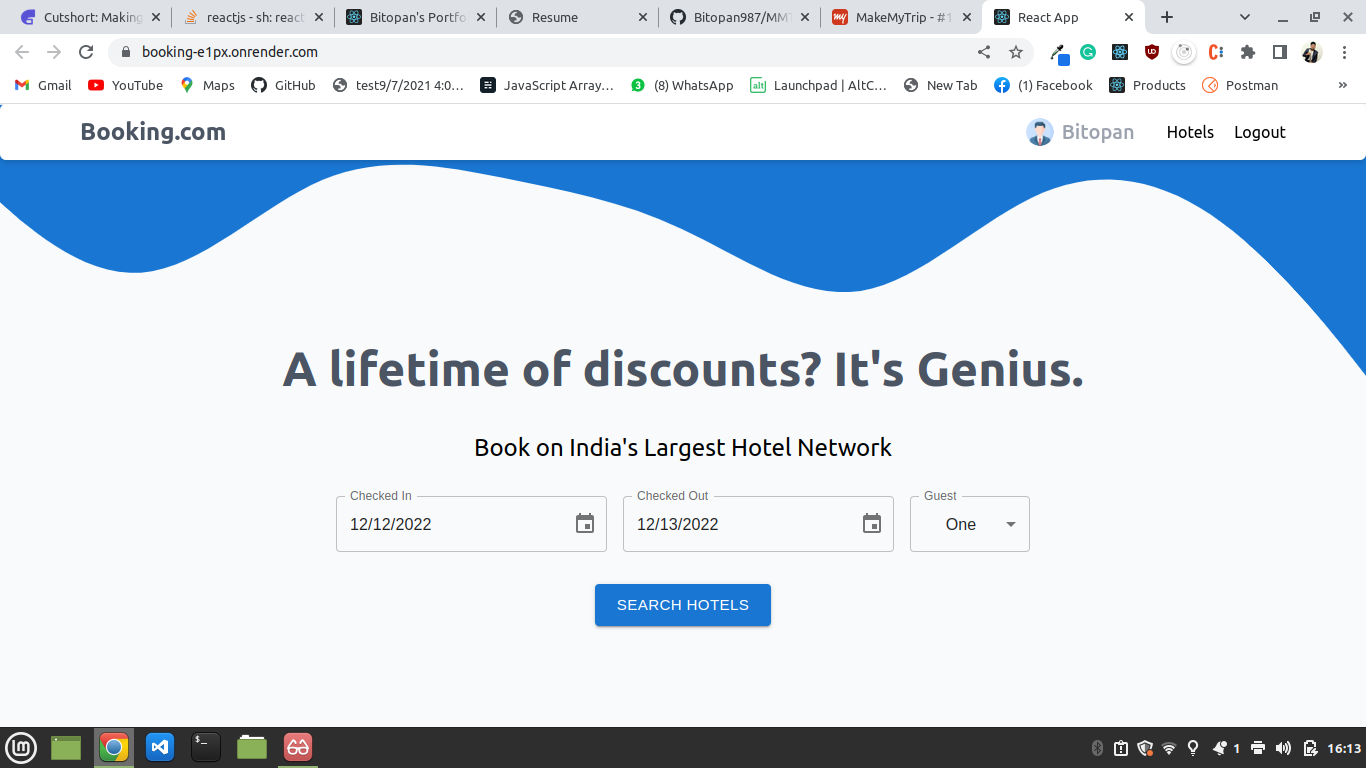 Cutshort: Making
reactjs - sh: react
Bitopan's Portfo
Resume
Bitopan987/MMT
MakeMyTrip - #1
React App
booking-e1px.onrender.com
Gmail
YouTube
Maps
GitHub
test9/7/2021 4:0...
JavaScript Array...
(8) WhatsApp
Launchpad | AltC...
New Tab
(1) Facebook
Products
Postman
»
Booking.com
Bitopan
Hotels
Logout
A lifetime of discounts? It's Genius.
Book on India's Largest Hotel Network
Checked In
12/12/2022
Checked Out
12/13/2022
Guest
One
SEARCH HOTELS
1
16:13